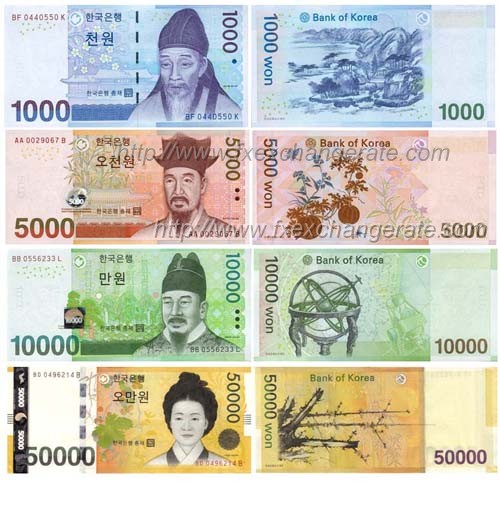 BF 0440550 K
한국은행
천원
1000
1000
한국은행 총재
BF 0440550 K
Bank of Korea
1000 won
1000
AA 0029067 B
한국은행
오천원
5000
5000
5000
한국은행 총재
AA 0029067 B
Bank of Korea
5000 won
5000
http://www.fxexchangerate.com
http://www.fxexchangerate.com
BB 0556233 L
한국은행
만원
10000
10000
10000
한국은행 총재
BB 0556233 L
Bank of Korea
10000 won
10000
BD 0496214 B
한국은행
오만원
50000
50000
50000
50000
한국은행 총재
BD 0496214 B
Bank of Korea
50000 won
50000